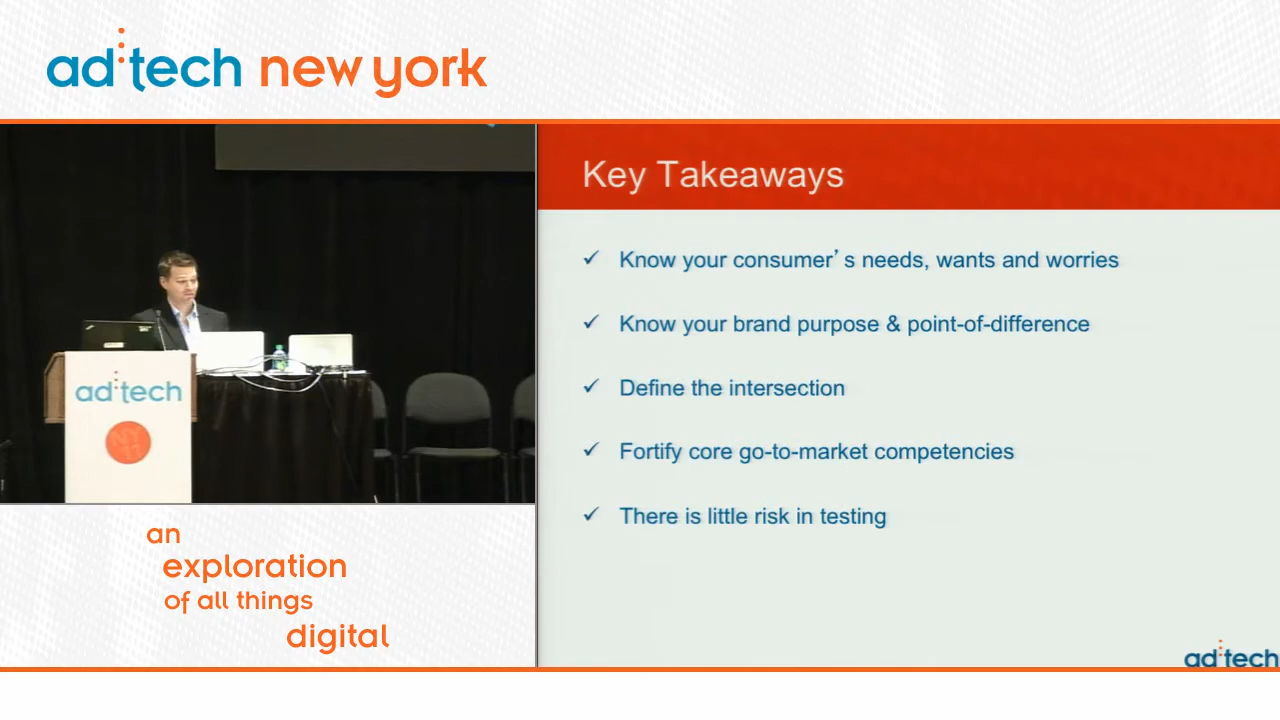 ad:tech new york
Key Takeaways
✓ Know your consumer’s needs, wants and worries
✓ Know your brand purpose & point-of-difference
✓ Define the intersection
✓ Fortify core go-to-market competencies
✓ There is little risk in testing
ad:tech
NY
an
exploration
of all things
digital
ad:tech